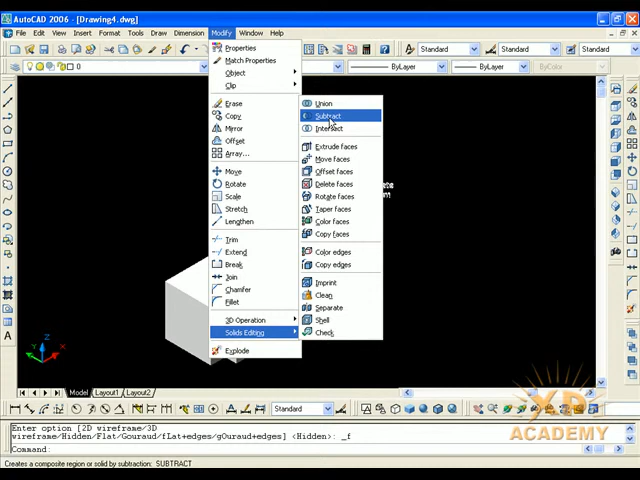 AutoCAD 2006 - [Drawing4.dwg]
File Edit View Insert Format Tools Draw Dimension Modify Window Help
Standard Standard Standard
0 ByLayer ByLayer ByColor
Properties
Match Properties
Object
Clip
Erase
Copy
Mirror
Offset
Array...
Move
Rotate
Scale
Stretch
Lengthen
Trim
Extend
Break
Join
Chamfer
Fillet
3D Operation
Solids Editing
Explode
Union
Subtract
Intersect
Extrude faces
Move faces
Offset faces
Delete faces
Rotate faces
Taper faces
Color faces
Copy faces
Color edges
Copy edges
Imprint
Clean
Separate
Shell
Check
Model Layout1 Layout2
Standard
Enter option [2D wireframe/3D
wireframe/Hidden/Flat/Gouraud/fLat+edges/gOuraud+edges] <Hidden>: _f
Command:
Creates a composite region or solid by subtraction: SUBTRACT
XD
ACADEMY